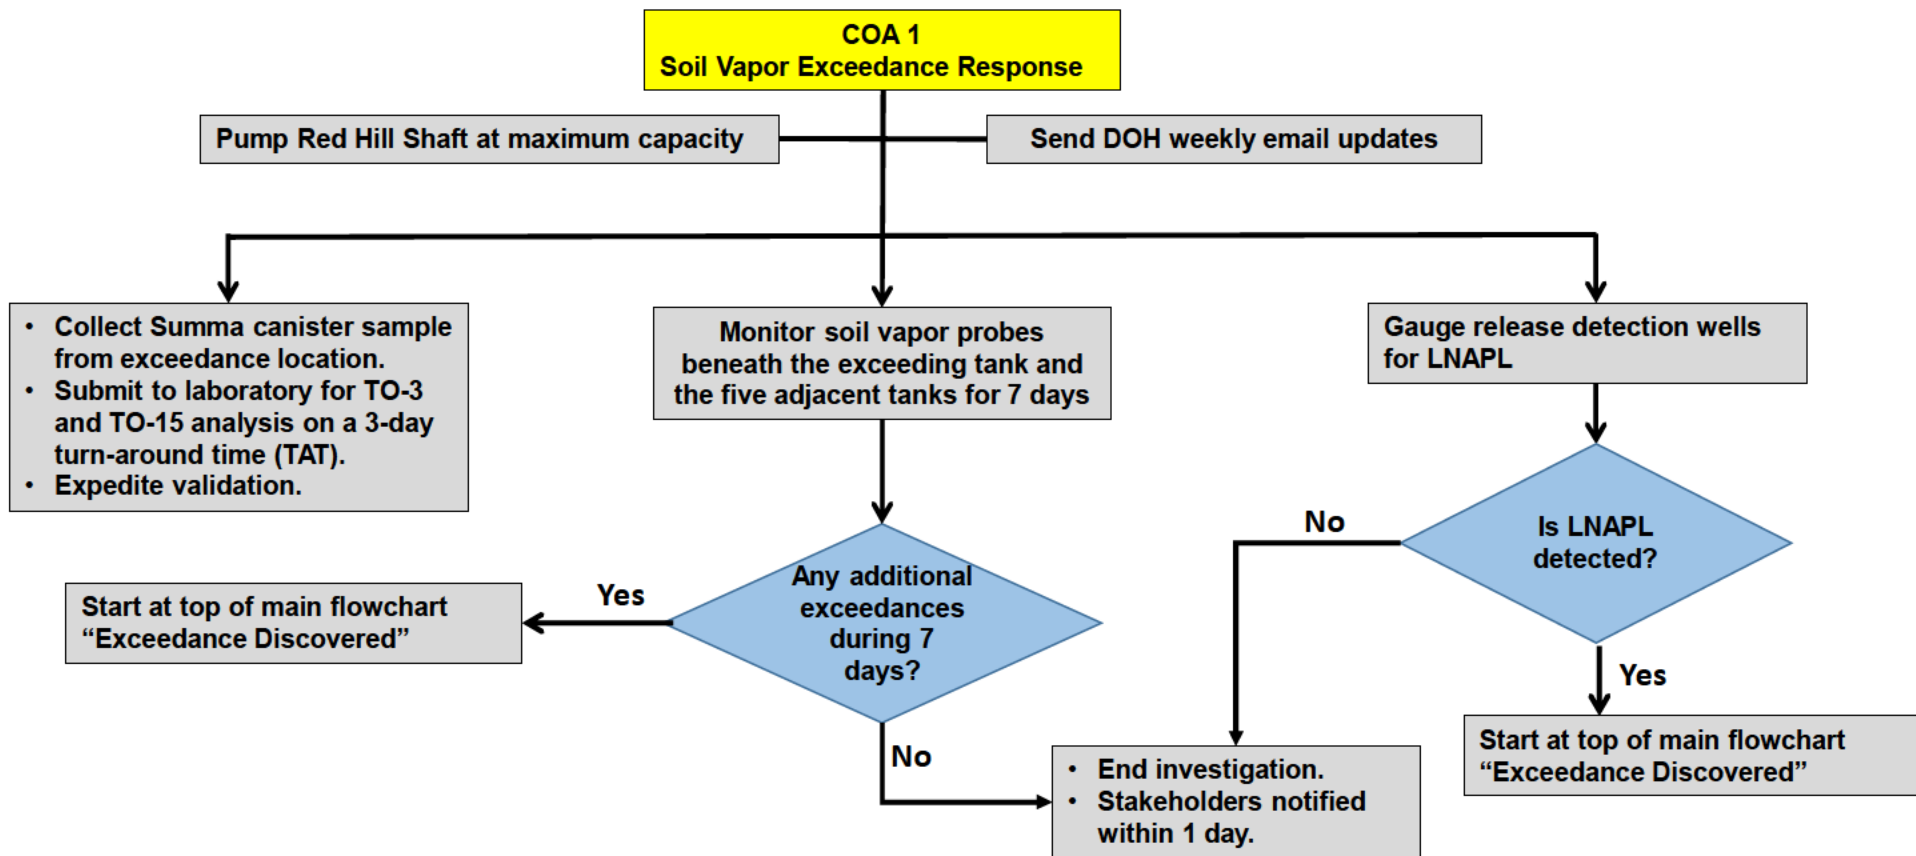 COA 1
Soil Vapor Exceedance Response
Pump Red Hill Shaft at maximum capacity
Send DOH weekly email updates
• Collect Summa canister sample
from exceedance location.
• Submit to laboratory for TO-3
and TO-15 analysis on a 3-day
turn-around time (TAT).
• Expedite validation.
Monitor soil vapor probes
beneath the exceeding tank and
the five adjacent tanks for 7 days
Gauge release detection wells
for LNAPL
Is LNAPL
detected?
No
Yes
Any additional
exceedances
during 7
days?
Yes
No
Start at top of main flowchart
“Exceedance Discovered”
• End investigation.
• Stakeholders notified
within 1 day.
Start at top of main flowchart
“Exceedance Discovered”